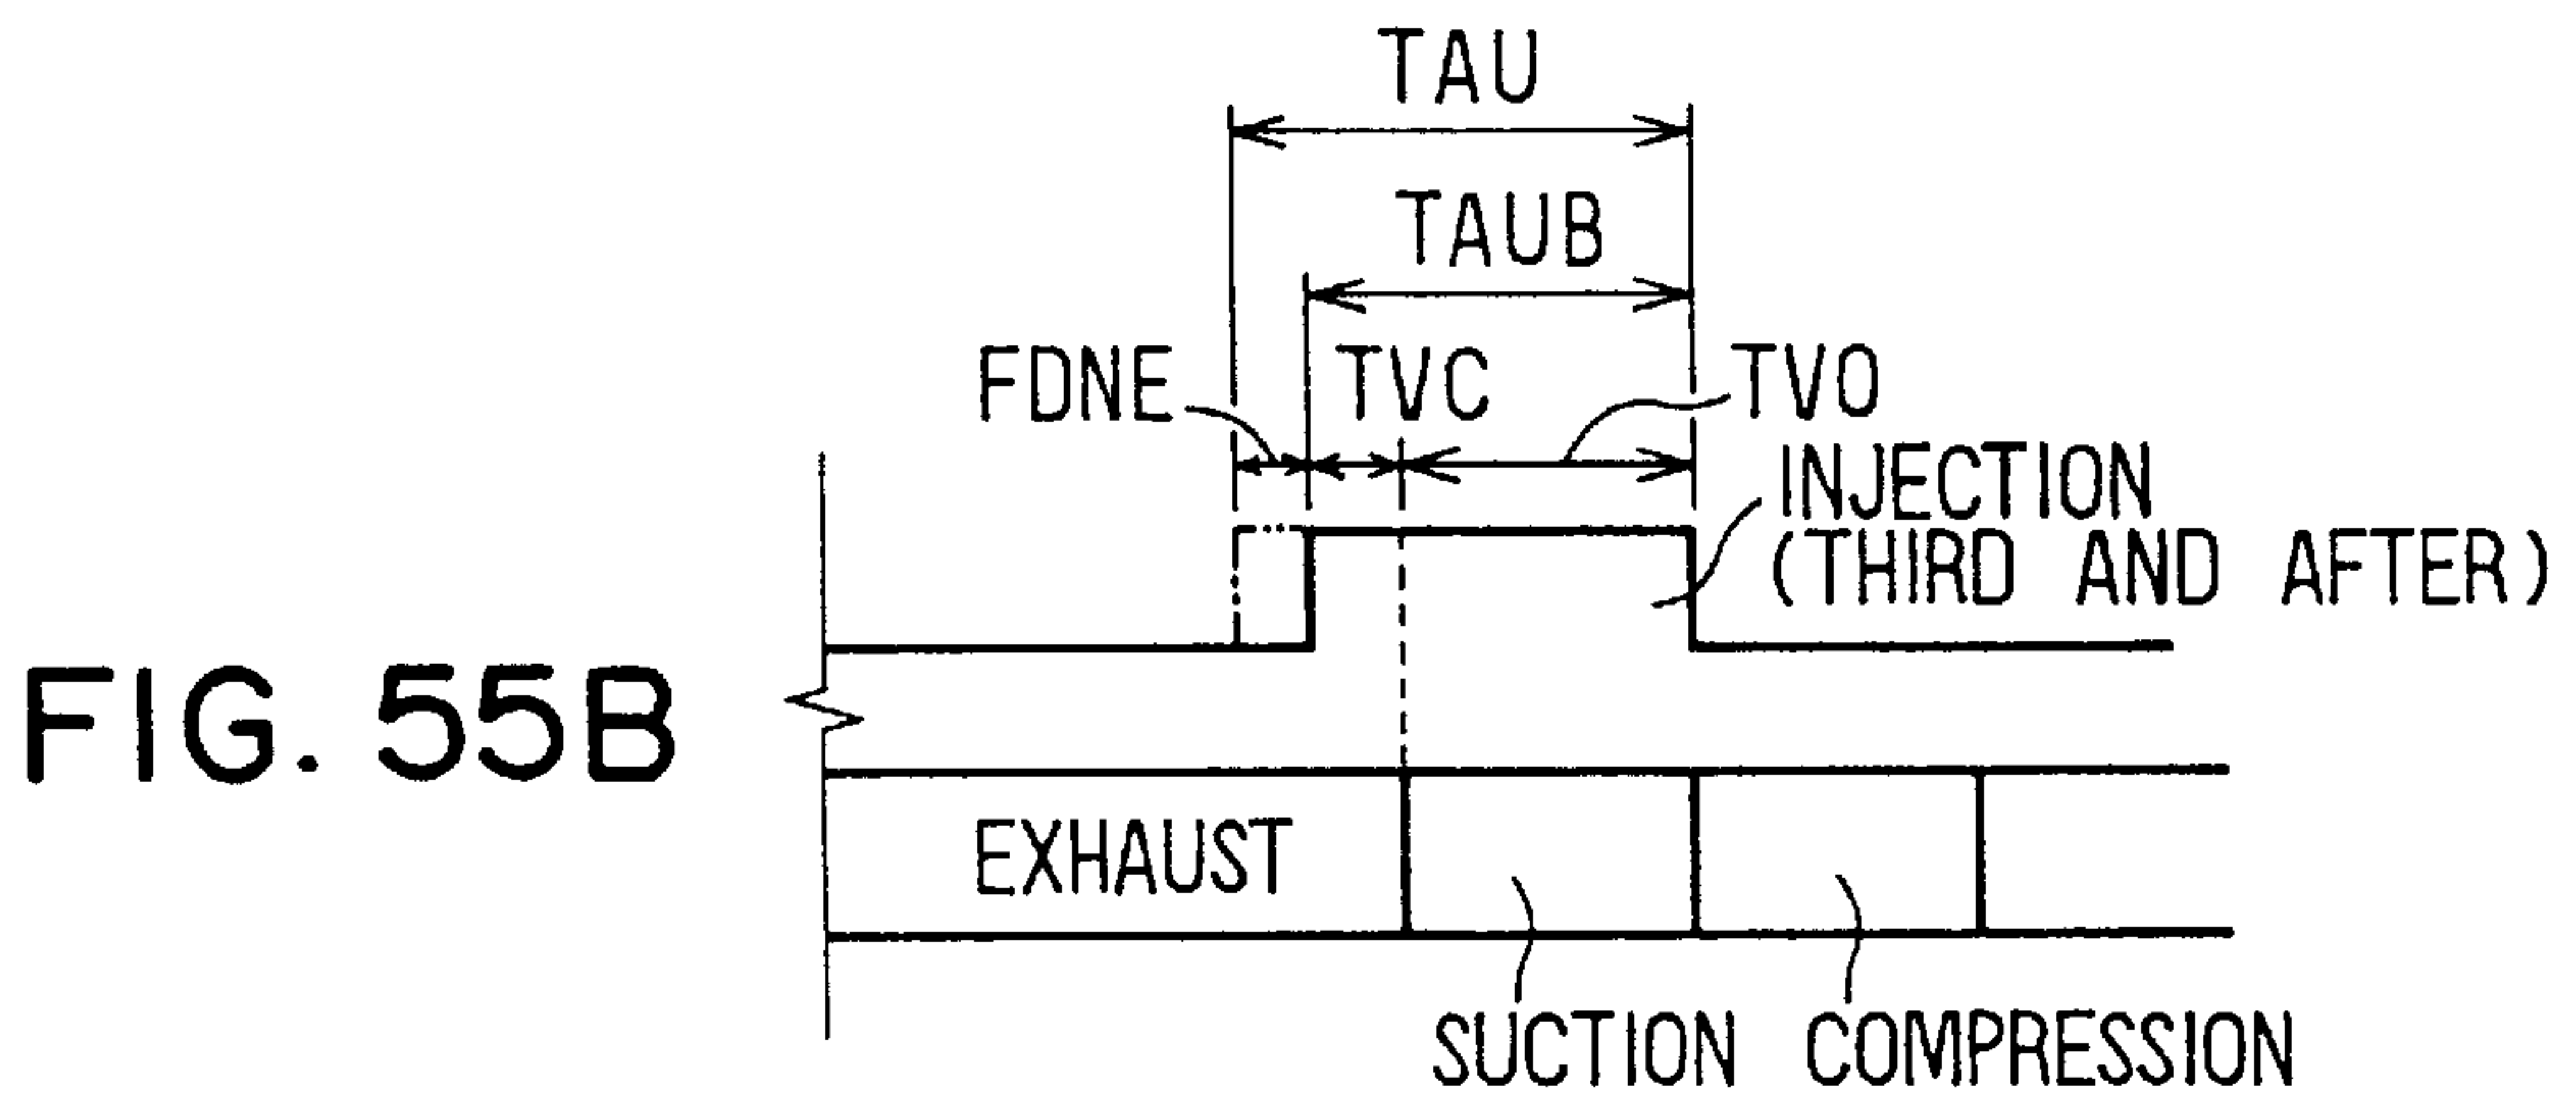 TAU
TAUB
FDNE
TVC
TVO
INJECTION
(THIRD AND AFTER)
FIG. 55B
EXHAUST
SUCTION
COMPRESSION